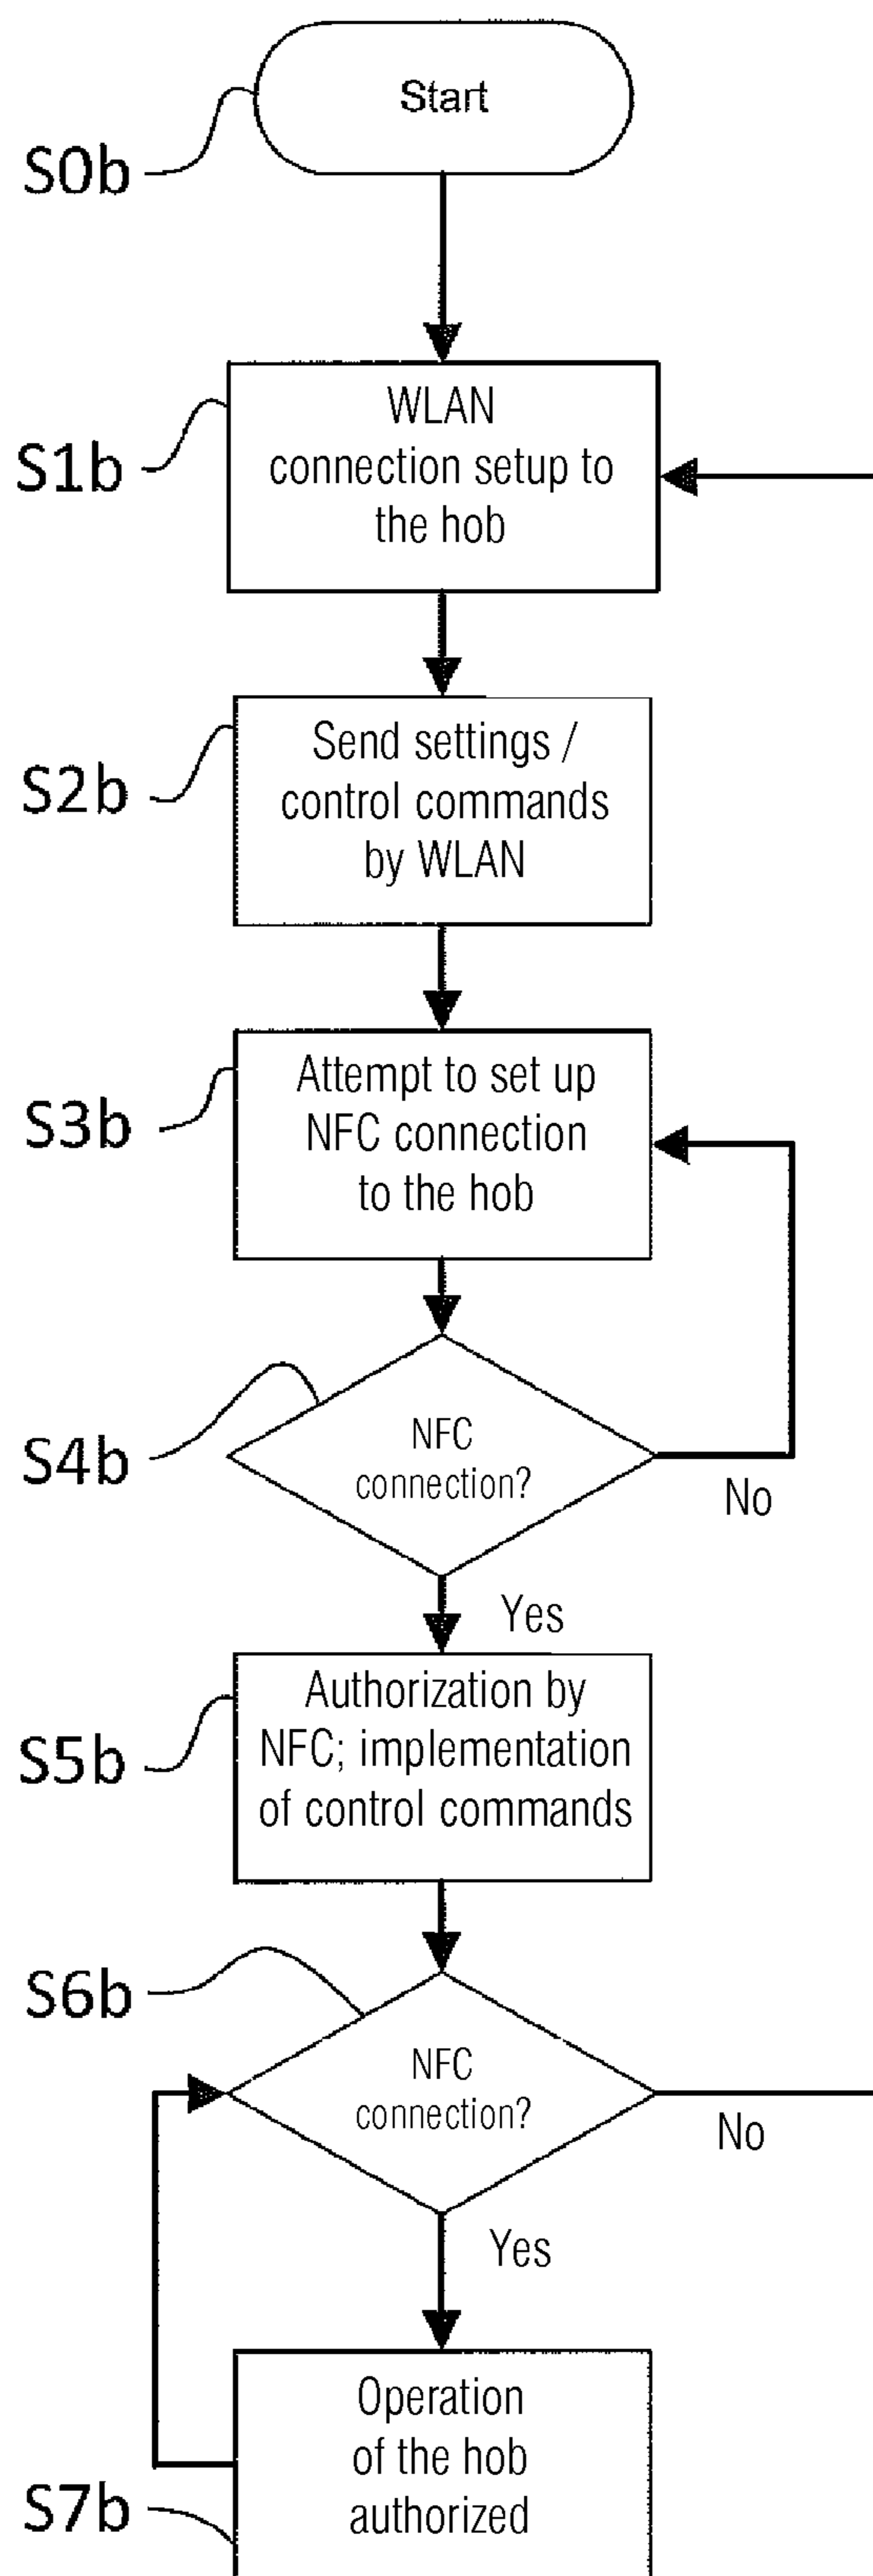 Start
S0b
WLAN
connection setup to
the hob
S1b
Send settings /
control commands
by WLAN
S2b
Attempt to set up
NFC connection
to the hob
S3b
NFC
connection?
S4b
No
Yes
Authorization by
NFC; implementation
of control commands
S5b
NFC
connection?
S6b
No
Yes
Operation
of the hob
authorized
S7b